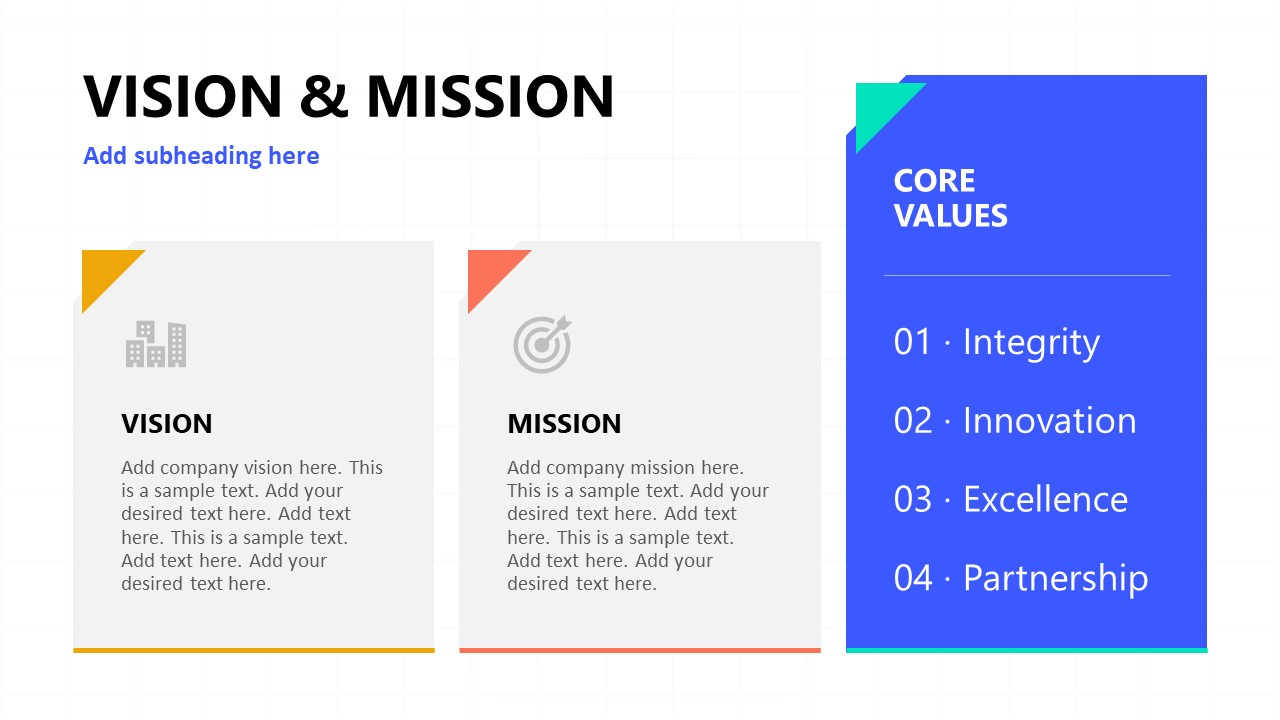 VISION & MISSION
Add subheading here
VISION
Add company vision here. This
is a sample text. Add your
desired text here. Add text
here. This is a sample text.
Add text here. Add your
desired text here.
MISSION
Add company mission here.
This is a sample text. Add your
desired text here. Add text
here. This is a sample text.
Add text here. Add your
desired text here.
CORE
VALUES
01 · Integrity
02 · Innovation
03 · Excellence
04 · Partnership